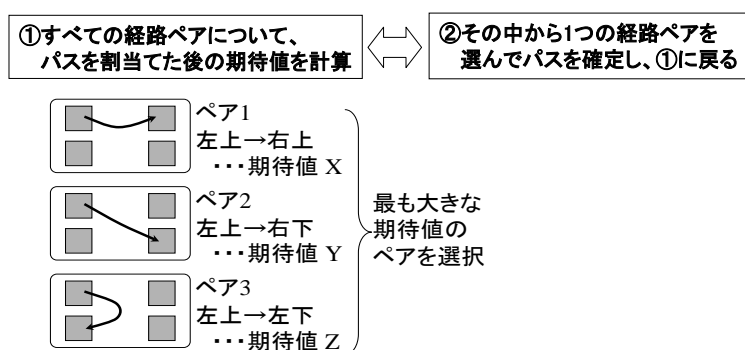 ①すべての経路ペアについて、
パスを割当てた後の期待値を計算
②その中から1つの経路ペアを
選んでパスを確定し、①に戻る
ペア1
左上→右上
・・・期待値 X
ペア2
左上→右下
・・・期待値 Y
ペア3
左上→左下
・・・期待値 Z
最も大きな
期待値の
ペアを選択